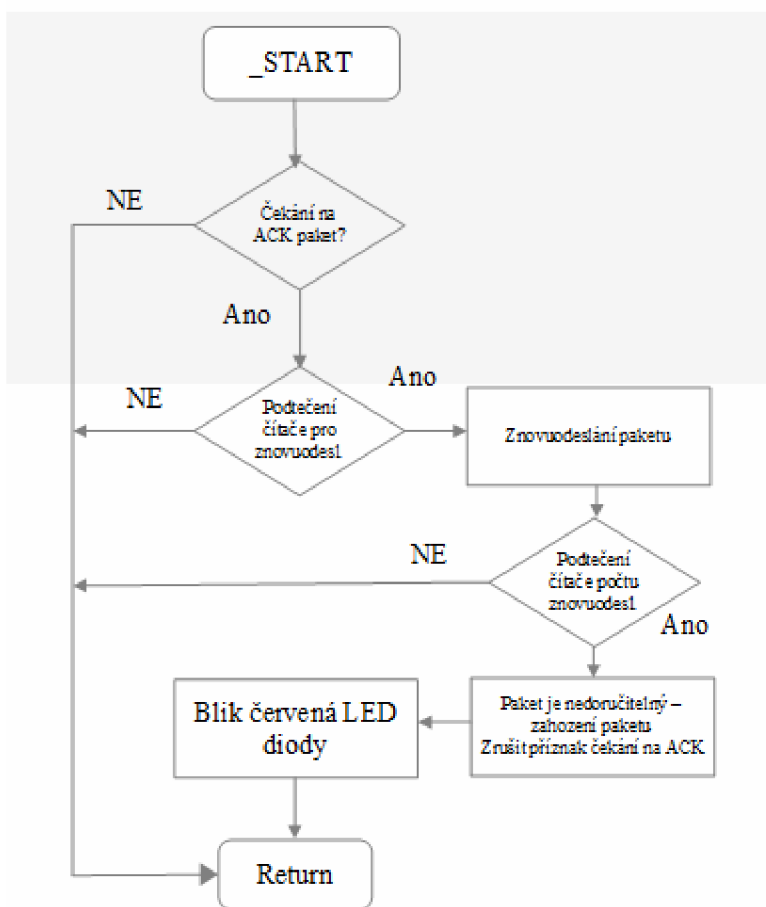 _START
NE
Čekání na
ACK paket?
Ano
NE
Ano
Podtečení
čítače pro
znovuodesl.
Znovuodeslání paketu
NE
Podtečení
čítače počtu
znovuodesl.
Ano
Blik červená LED
diody
Paket je nedoručitelný –
zahození paketu
Zrušit příznak čekání na ACK
Return